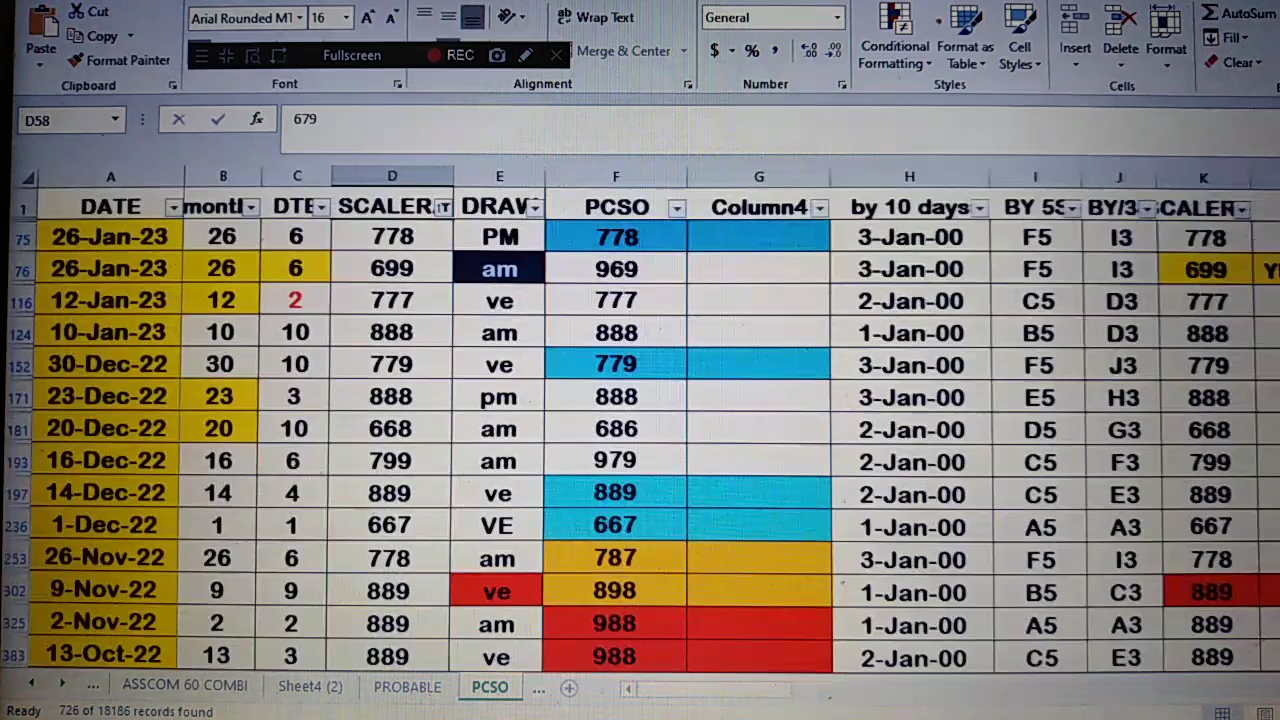 Cut
Copy
Format Painter
Paste
Clipboard
Arial Rounded MT
16
A
A
Fullscreen
REC
Font
Wrap Text
Merge & Center
Alignment
General
$ % ,
Number
Conditional Formatting
Format as Table
Cell Styles
Styles
Insert
Delete
Format
Cells
AutoSum
Fill
Clear
D58
fx
679
A B C D E F G H I J K
1 DATE montl DTE SCALER DRAW PCSO Column4 by 10 days BY 5S BY/3 SCALER
75 26-Jan-23 26 6 778 PM 778 3-Jan-00 F5 I3 778
76 26-Jan-23 26 6 699 am 969 3-Jan-00 F5 I3 699
116 12-Jan-23 12 2 777 ve 777 2-Jan-00 C5 D3 777
124 10-Jan-23 10 10 888 am 888 1-Jan-00 B5 D3 888
152 30-Dec-22 30 10 779 ve 779 3-Jan-00 F5 J3 779
171 23-Dec-22 23 3 888 pm 888 3-Jan-00 E5 H3 888
181 20-Dec-22 20 10 668 am 686 2-Jan-00 D5 G3 668
193 16-Dec-22 16 6 799 am 979 2-Jan-00 C5 F3 799
197 14-Dec-22 14 4 889 ve 889 2-Jan-00 C5 E3 889
236 1-Dec-22 1 1 667 VE 667 1-Jan-00 A5 A3 667
253 26-Nov-22 26 6 778 am 787 3-Jan-00 F5 I3 778
302 9-Nov-22 9 9 889 ve 898 1-Jan-00 B5 C3 889
325 2-Nov-22 2 2 889 am 988 1-Jan-00 A5 A3 889
383 13-Oct-22 13 3 889 ve 988 2-Jan-00 C5 E3 889
... ASSCOM 60 COMBI Sheet4 (2) PROBABLE PCSO ...
Ready 726 of 18186 records found